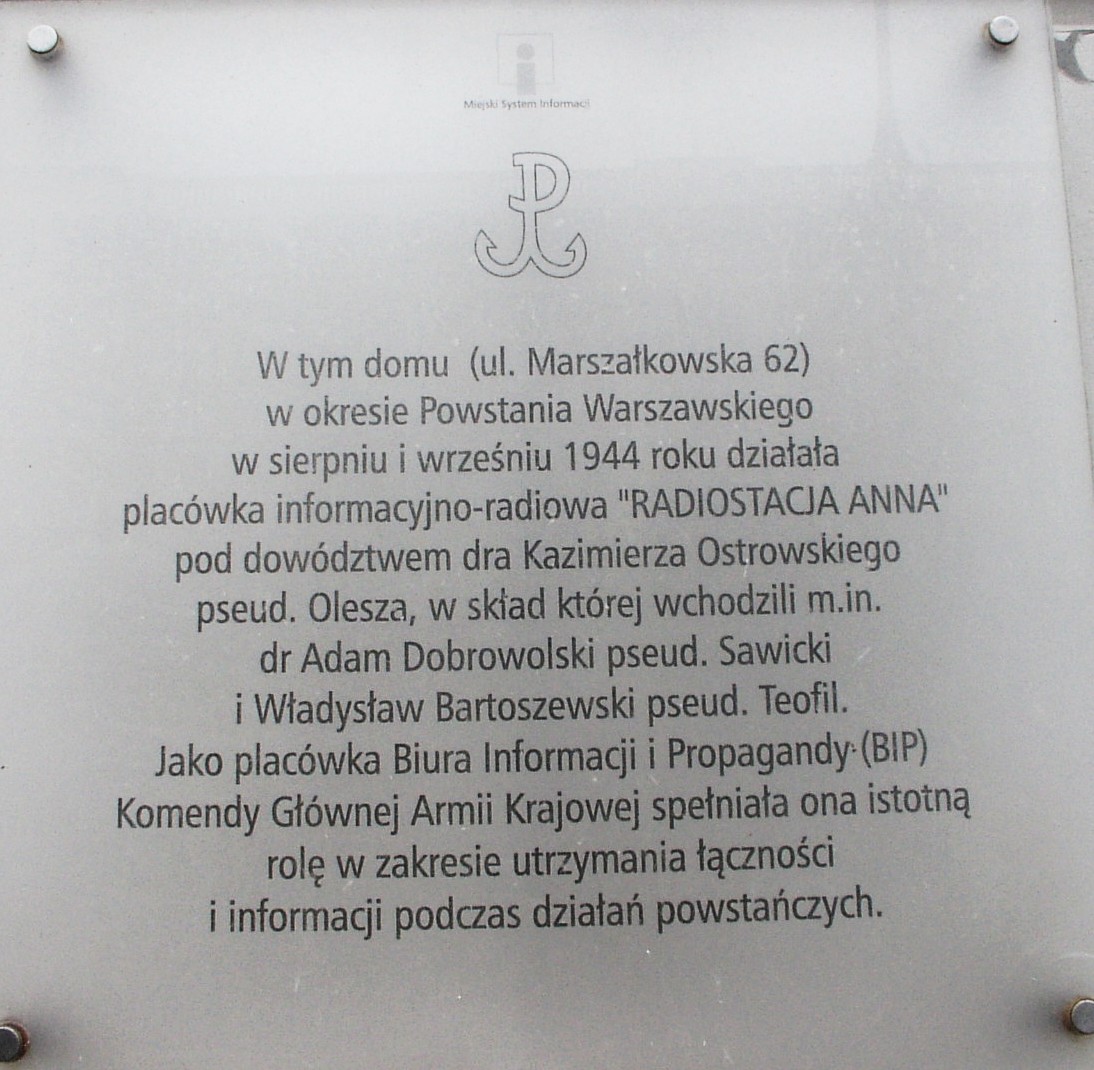 Miejski System Informacji
W tym domu (ul. Marszałkowska 62)
w okresie Powstania Warszawskiego
w sierpniu i wrześniu 1944 roku działała
placówka informacyjno-radiowa "RADIOSTACJA ANNA"
pod dowództwem dra Kazimierza Ostrowskiego
pseud. Olesza, w skład której wchodzili m.in.
dr Adam Dobrowolski pseud. Sawicki
i Władysław Bartoszewski pseud. Teofil.
Jako placówka Biura Informacji i Propagandy (BIP)
Komendy Głównej Armii Krajowej spełniała ona istotną
rolę w zakresie utrzymania łączności
i informacji podczas działań powstańczych.